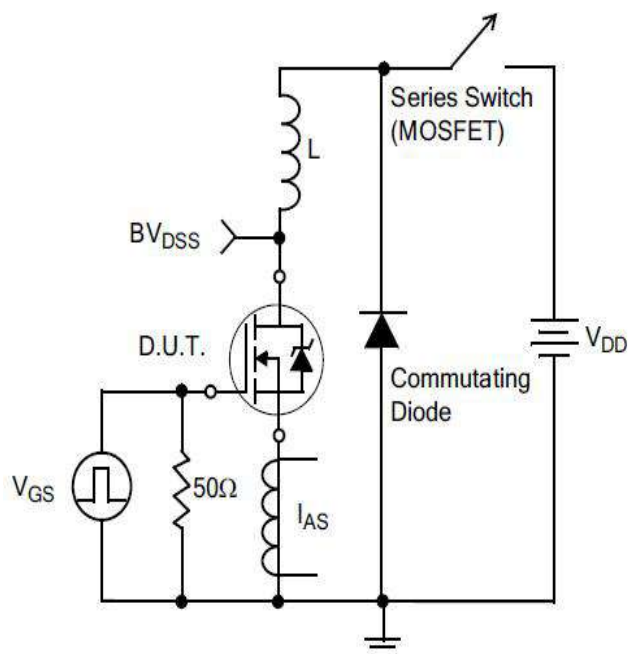 Series Switch
(MOSFET)
L
BVDSS
D.U.T.
VDD
Commutating
Diode
VGS
50Ω
IAS